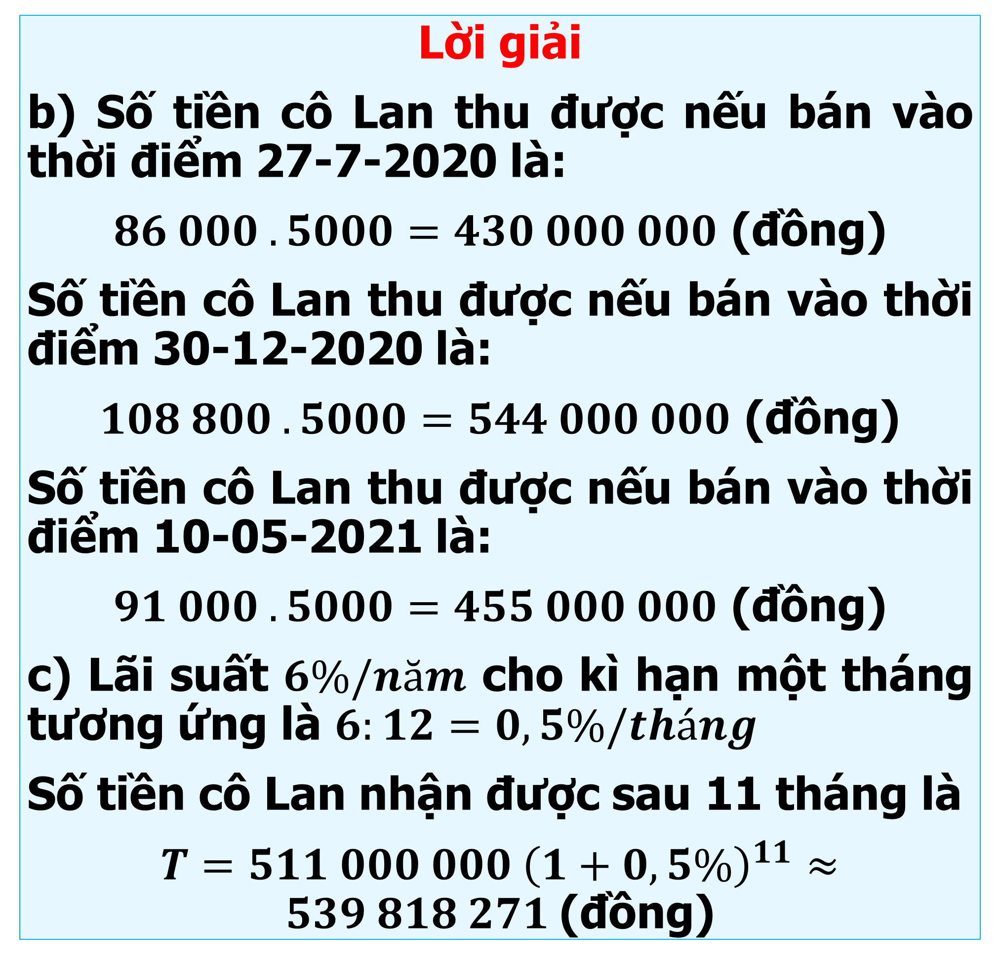 Lời giải
b) Số tiền cô Lan thu được nếu bán vào
thời điểm 27-7-2020 là:
86 000 .5000 = 430 000 000 (đồng)
Số tiền cô Lan thu được nếu bán vào thời
điểm 30-12-2020 là:
108 800 .5000 = 544 000 000 (đồng)
Số tiền cô Lan thu được nếu bán vào thời
điểm 10-05-2021 là:
91 000 .5000 = 455 000 000 (đồng)
c) Lãi suất 6%/năm cho kì hạn một tháng
tương ứng là 6: 12 = 0, 5%/tháng
Số tiền cô Lan nhận được sau 11 tháng là
T = 511 000 000 (1 + 0, 5%)¹¹ ≈
539 818 271 (đồng)